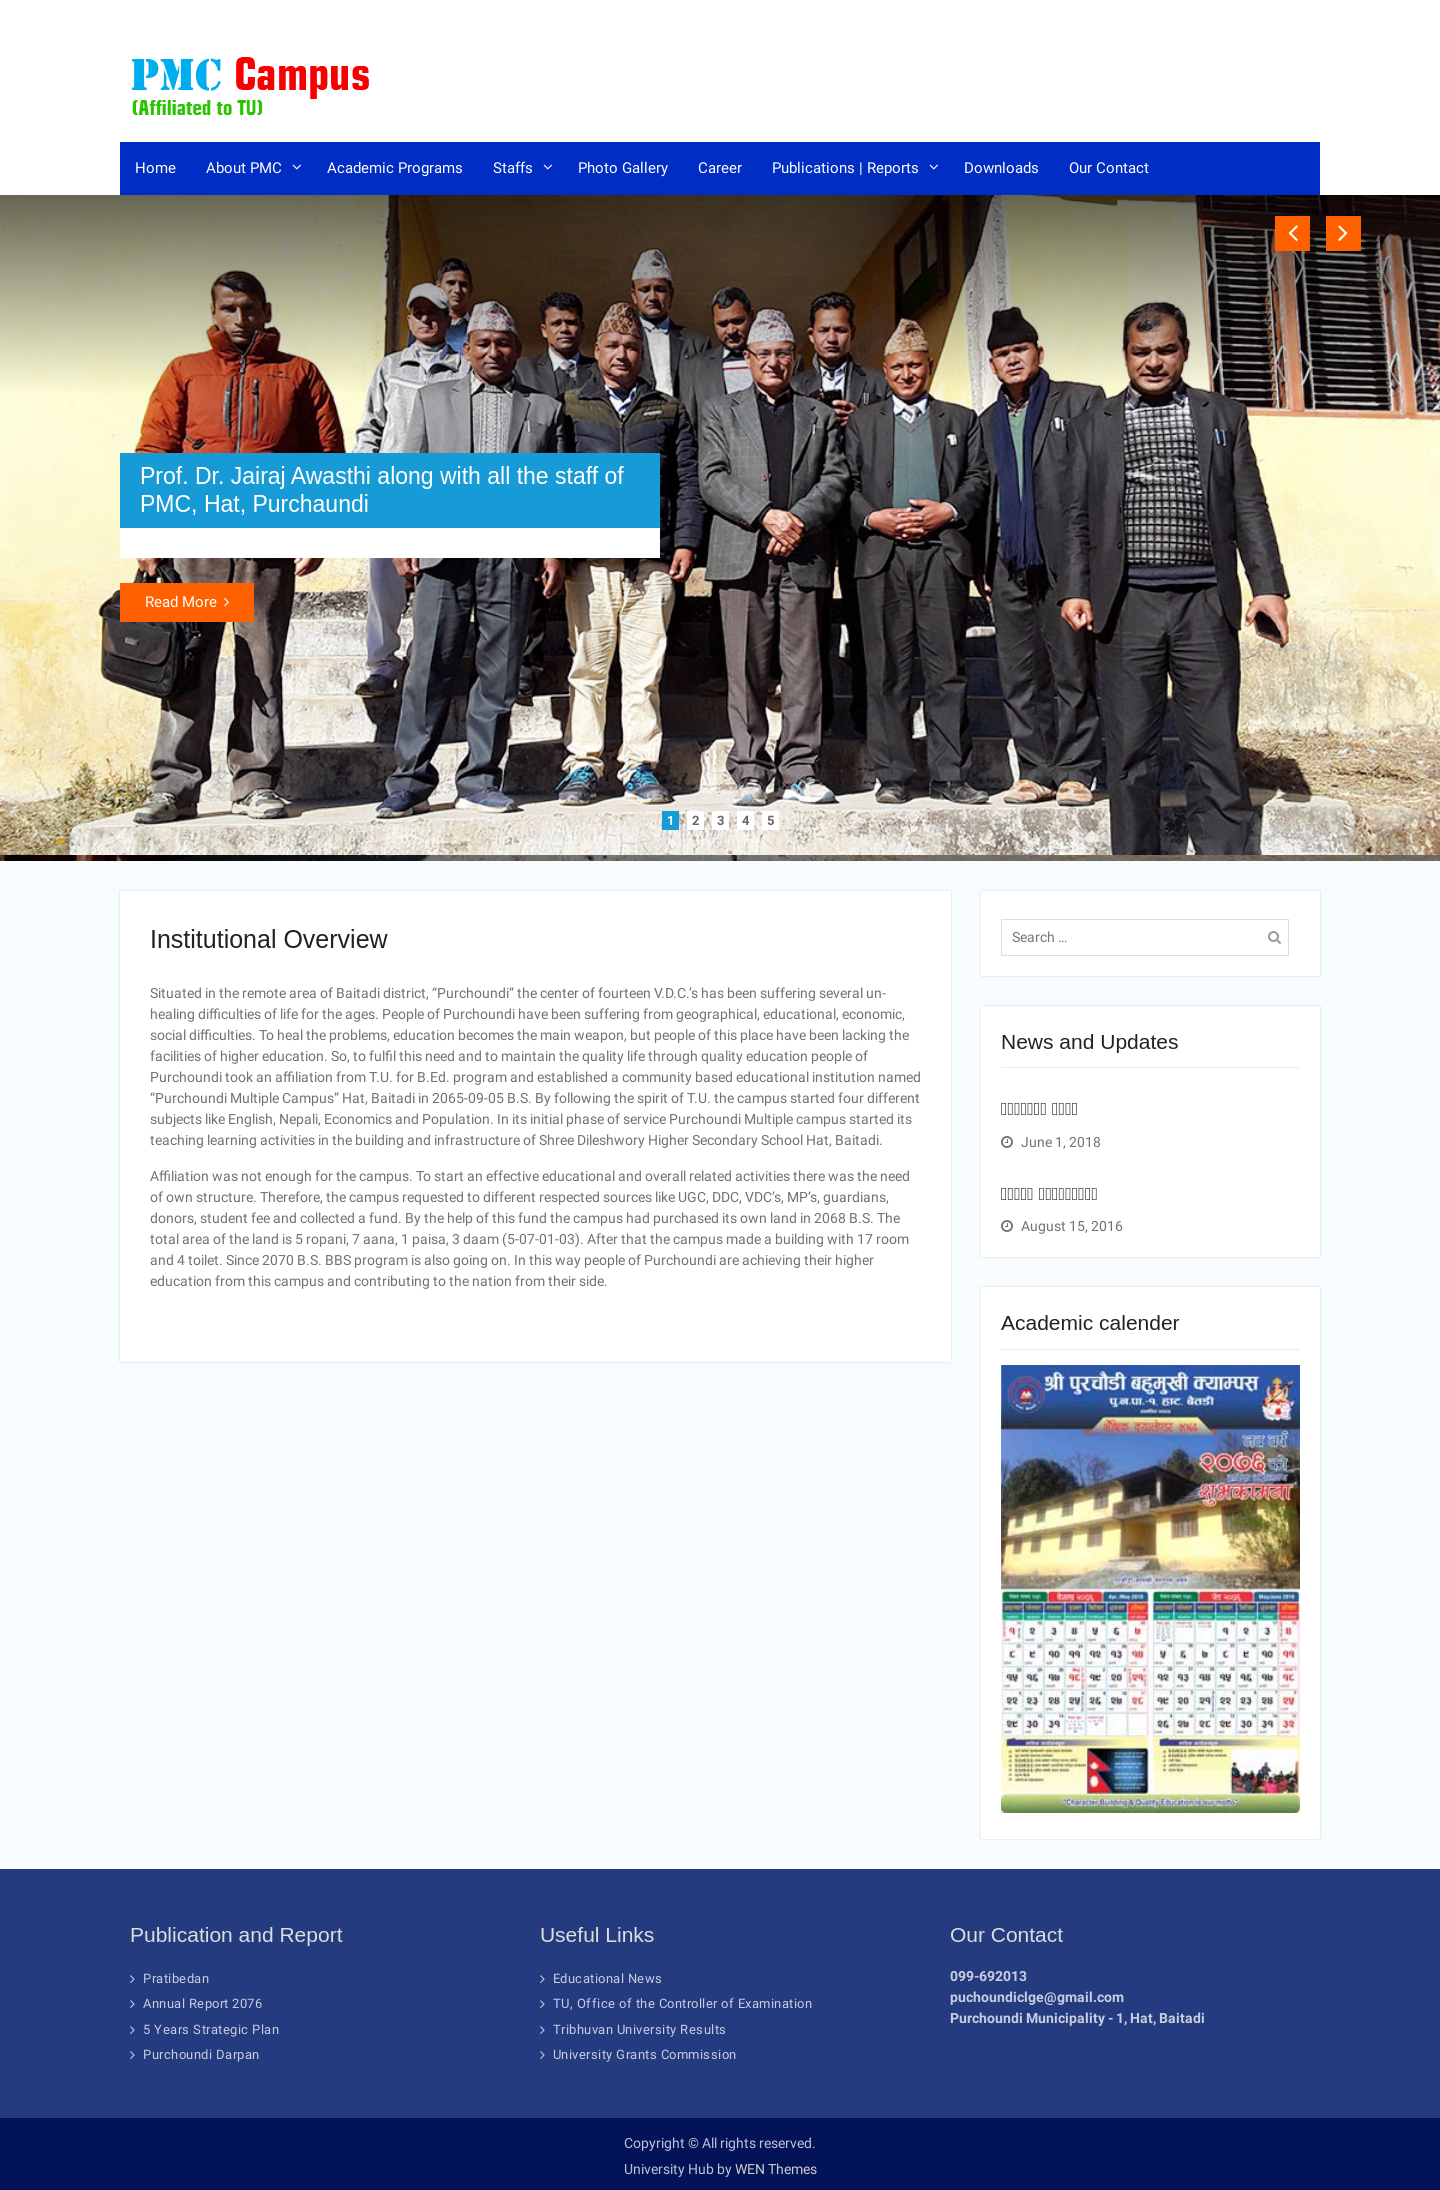 PMC Campus
(Affiliated to TU)
Home About PMC Academic Programs Staffs Photo Gallery Career Publications | Reports Downloads Our Contact
Prof. Dr. Jairaj Awasthi along with all the staff of
PMC, Hat, Purchaundi
Read More
1 2 3 4 5
Institutional Overview
Situated in the remote area of Baitadi district, “Purchoundi” the center of fourteen V.D.C.’s has been suffering several un-
healing difficulties of life for the ages. People of Purchoundi have been suffering from geographical, educational, economic,
social difficulties. To heal the problems, education becomes the main weapon, but people of this place have been lacking the
facilities of higher education. So, to fulfil this need and to maintain the quality life through quality education people of
Purchoundi took an affiliation from T.U. for B.Ed. program and established a community based educational institution named
“Purchoundi Multiple Campus” Hat, Baitadi in 2065-09-05 B.S. By following the spirit of T.U. the campus started four different
subjects like English, Nepali, Economics and Population. In its initial phase of service Purchoundi Multiple campus started its
teaching learning activities in the building and infrastructure of Shree Dileshwory Higher Secondary School Hat, Baitadi.
Affiliation was not enough for the campus. To start an effective educational and overall related activities there was the need
of own structure. Therefore, the campus requested to different respected sources like UGC, DDC, VDC’s, MP’s, guardians,
donors, student fee and collected a fund. By the help of this fund the campus had purchased its own land in 2068 B.S. The
total area of the land is 5 ropani, 7 aana, 1 paisa, 3 daam (5-07-01-03). After that the campus made a building with 17 room
and 4 toilet. Since 2070 B.S. BBS program is also going on. In this way people of Purchoundi are achieving their higher
education from this campus and contributing to the nation from their side.
Search …
News and Updates
June 1, 2018
August 15, 2016
Academic calender
श्री पुरचौडी बहुमुखी क्याम्पस
पु.न.पा.-१, हाट, बैतडी
शैक्षिक क्यालेण्डर २०७६
नव वर्ष
२०७६ को
शुभकामना
"Character Building & Quality Education is our motto"
Publication and Report
Pratibedan
Annual Report 2076
5 Years Strategic Plan
Purchoundi Darpan
Useful Links
Educational News
TU, Office of the Controller of Examination
Tribhuvan University Results
University Grants Commission
Our Contact
099-692013
puchoundiclge@gmail.com
Purchoundi Municipality - 1, Hat, Baitadi
Copyright © All rights reserved.
University Hub by WEN Themes